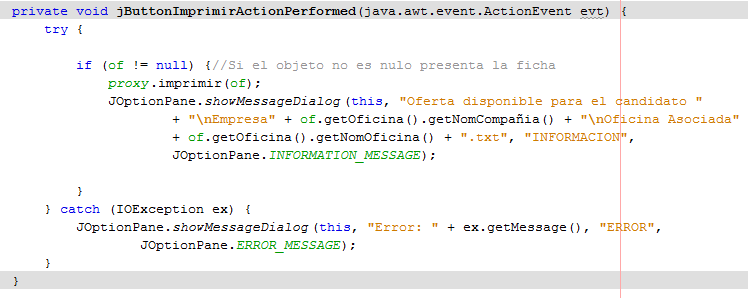 private void jButtonImprimirActionPerformed(java.awt.event.ActionEvent evt) {
try {
if (of != null) {//Si el objeto no es nulo presenta la ficha
proxy.imprimir(of);
JOptionPane.showMessageDialog(this, "Oferta disponible para el candidato "
+ "\nEmpresa" + of.getOficina().getNomCompañia() + "\nOficina Asociada"
+ of.getOficina().getNomOficina() + ".txt", "INFORMACION",
JOptionPane.INFORMATION_MESSAGE);
}
} catch (IOException ex) {
JOptionPane.showMessageDialog(this, "Error: " + ex.getMessage(), "ERROR",
JOptionPane.ERROR_MESSAGE);
}
}